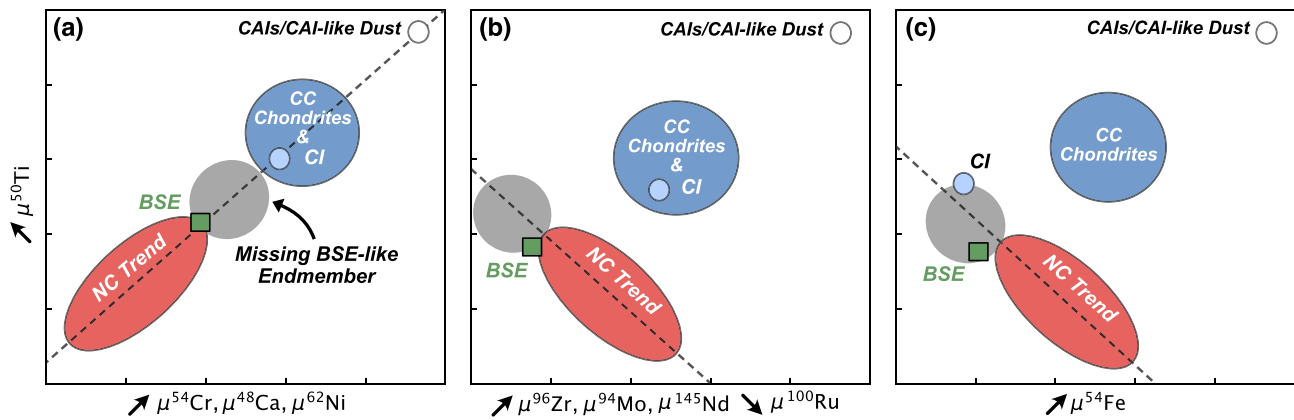 (a)
CAIs/CAI-like Dust
CC
Chondrites
&
CI
BSE
Missing BSE-like
Endmember
NC Trend
μ⁵⁰Ti
μ⁵⁴Cr, μ⁴⁸Ca, μ⁶²Ni
(b)
CAIs/CAI-like Dust
CC
Chondrites
&
CI
BSE
NC Trend
μ⁹⁶Zr, μ⁹⁴Mo, μ¹⁴⁵Nd
μ¹⁰⁰Ru
(c)
CAIs/CAI-like Dust
CC
Chondrites
CI
BSE
NC Trend
μ⁵⁴Fe